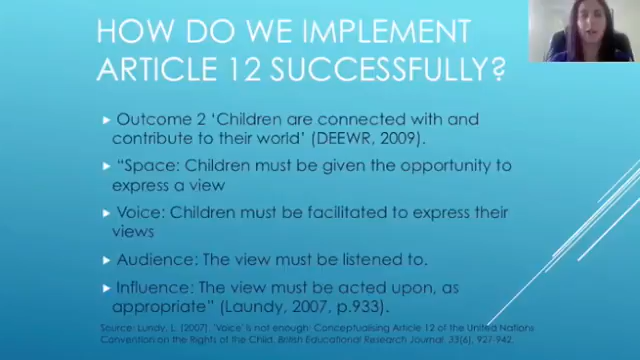 HOW DO WE IMPLEMENT
ARTICLE 12 SUCCESSFULLY?
Outcome 2 ‘Children are connected with and
contribute to their world’ (DEEWR, 2009).
“Space: Children must be given the opportunity to
express a view
Voice: Children must be facilitated to express their
views
Audience: The view must be listened to.
Influence: The view must be acted upon, as
appropriate” (Laundy, 2007, p.933).
Source: Lundy, L. (2007). 'Voice' is not enough: Conceptualising Article 12 of the United Nations
Convention on the Rights of the Child. British Educational Research Journal, 33(6), 927-942.